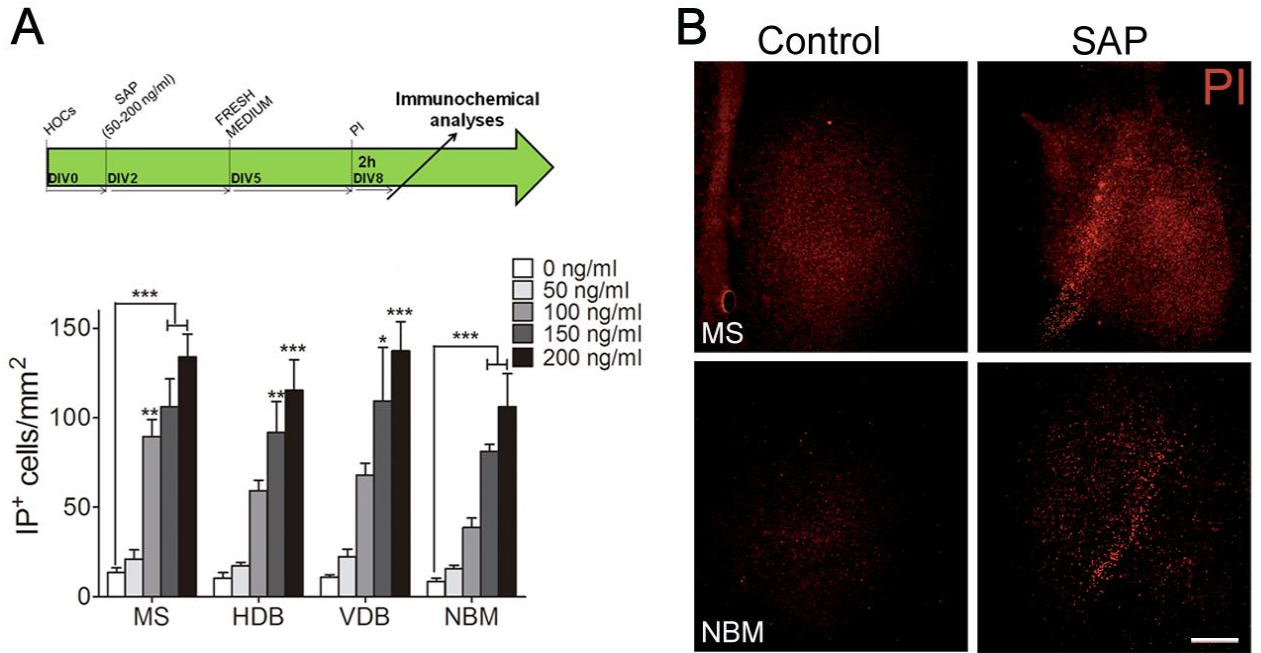 A
HOCs
SAP
(50-200 ng/ml)
FRESH
MEDIUM
PI
Immunochemical
analyses
2h
DIV0
DIV2
DIV5
DIV8
0 ng/ml
50 ng/ml
100 ng/ml
150 ng/ml
200 ng/ml
IP+ cells/mm2
150
100
50
0
***
**
**
***
*
***
***
MS
HDB
VDB
NBM
B
Control
SAP
PI
MS
NBM